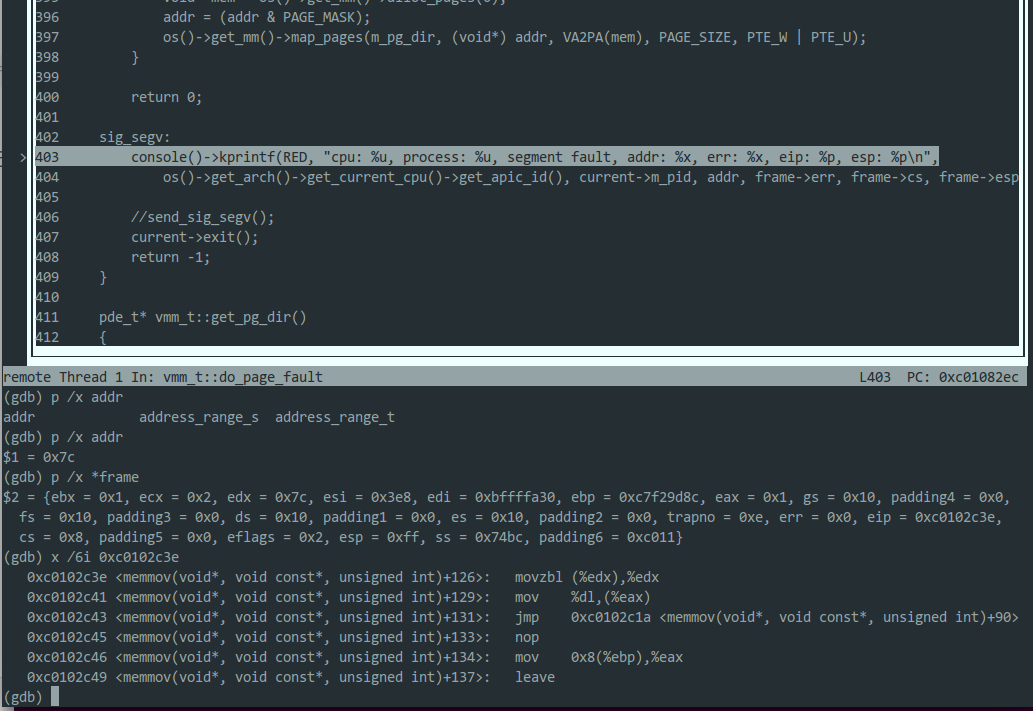 396             addr = (addr & PAGE_MASK);
397             os()->get_mm()->map_pages(m_pg_dir, (void*) addr, VA2PA(mem), PAGE_SIZE, PTE_W | PTE_U);
398         }
399
400         return 0;
401
402     sig_segv:
> 403         console()->kprintf(RED, "cpu: %u, process: %u, segment fault, addr: %x, err: %x, eip: %p, esp: %p\n",
404             os()->get_arch()->get_current_cpu()->get_apic_id(), current->m_pid, addr, frame->err, frame->cs, frame->esp
405
406         //send_sig_segv();
407         current->exit();
408         return -1;
409     }
410
411     pde_t* vmm_t::get_pg_dir()
412     {
remote Thread 1 In: vmm_t::do_page_fault L403 PC: 0xc01082ec
(gdb) p /x addr
addr             address_range_s  address_range_t
(gdb) p /x addr
$1 = 0x7c
(gdb) p /x *frame
$2 = {ebx = 0x1, ecx = 0x2, edx = 0x7c, esi = 0x3e8, edi = 0xbffffa30, ebp = 0xc7f29d8c, eax = 0x1, gs = 0x10, padding4 = 0x0,
  fs = 0x10, padding3 = 0x0, ds = 0x10, padding1 = 0x0, es = 0x10, padding2 = 0x0, trapno = 0xe, err = 0x0, eip = 0xc0102c3e,
  cs = 0x8, padding5 = 0x0, eflags = 0x2, esp = 0xff, ss = 0x74bc, padding6 = 0xc011}
(gdb) x /6i 0xc0102c3e
   0xc0102c3e <memmov(void*, void const*, unsigned int)+126>:   movzbl (%edx),%edx
   0xc0102c41 <memmov(void*, void const*, unsigned int)+129>:   mov    %dl,(%eax)
   0xc0102c43 <memmov(void*, void const*, unsigned int)+131>:   jmp    0xc0102c1a <memmov(void*, void const*, unsigned int)+90>
   0xc0102c45 <memmov(void*, void const*, unsigned int)+133>:   nop
   0xc0102c46 <memmov(void*, void const*, unsigned int)+134>:   mov    0x8(%ebp),%eax
   0xc0102c49 <memmov(void*, void const*, unsigned int)+137>:   leave
(gdb)